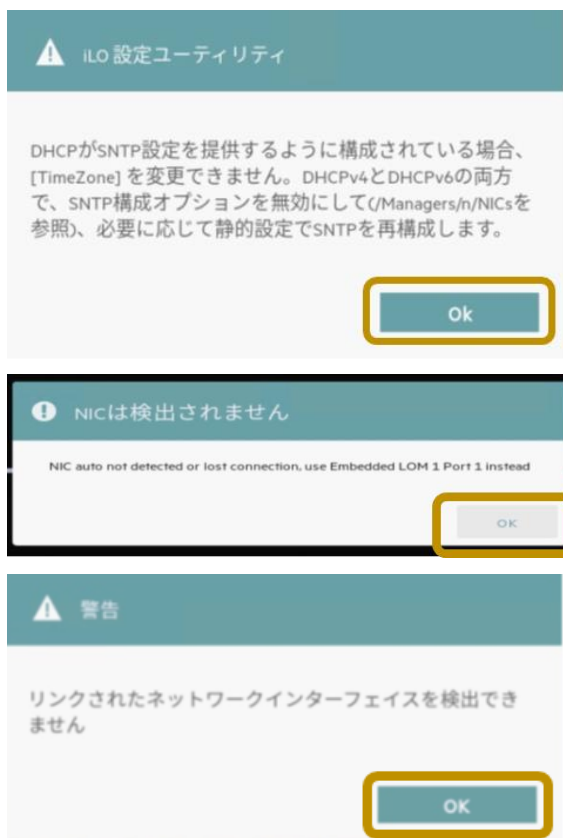 iLO 設定ユーティリティ
DHCPがSNTP設定を提供するように構成されている場合、
[TimeZone] を変更できません。DHCPv4とDHCPv6の両方
で、SNTP構成オプションを無効にして(/Managers/n/NICsを
参照)、必要に応じて静的設定でSNTPを再構成します。
Ok
NICは検出されません
NIC auto not detected or lost connection, use Embedded LOM 1 Port 1 instead
OK
警告
リンクされたネットワークインターフェイスを検出でき
ません
OK